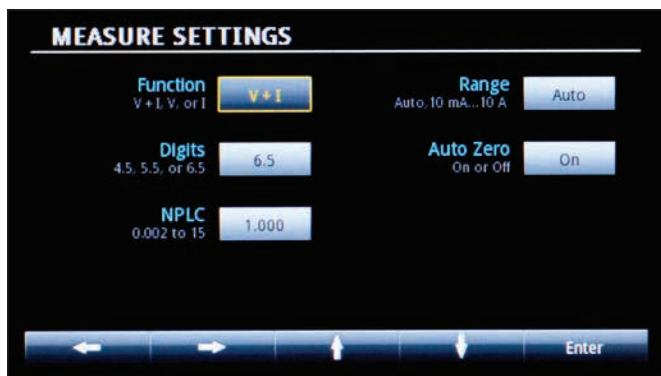 MEASURE SETTINGS
Function
V + I, V, or I
V + I
Range
Auto, 10 mA...10 A
Auto
Digits
4.5, 5.5, or 6.5
6.5
Auto Zero
On or Off
On
NPLC
0.002 to 15
1.000
Enter